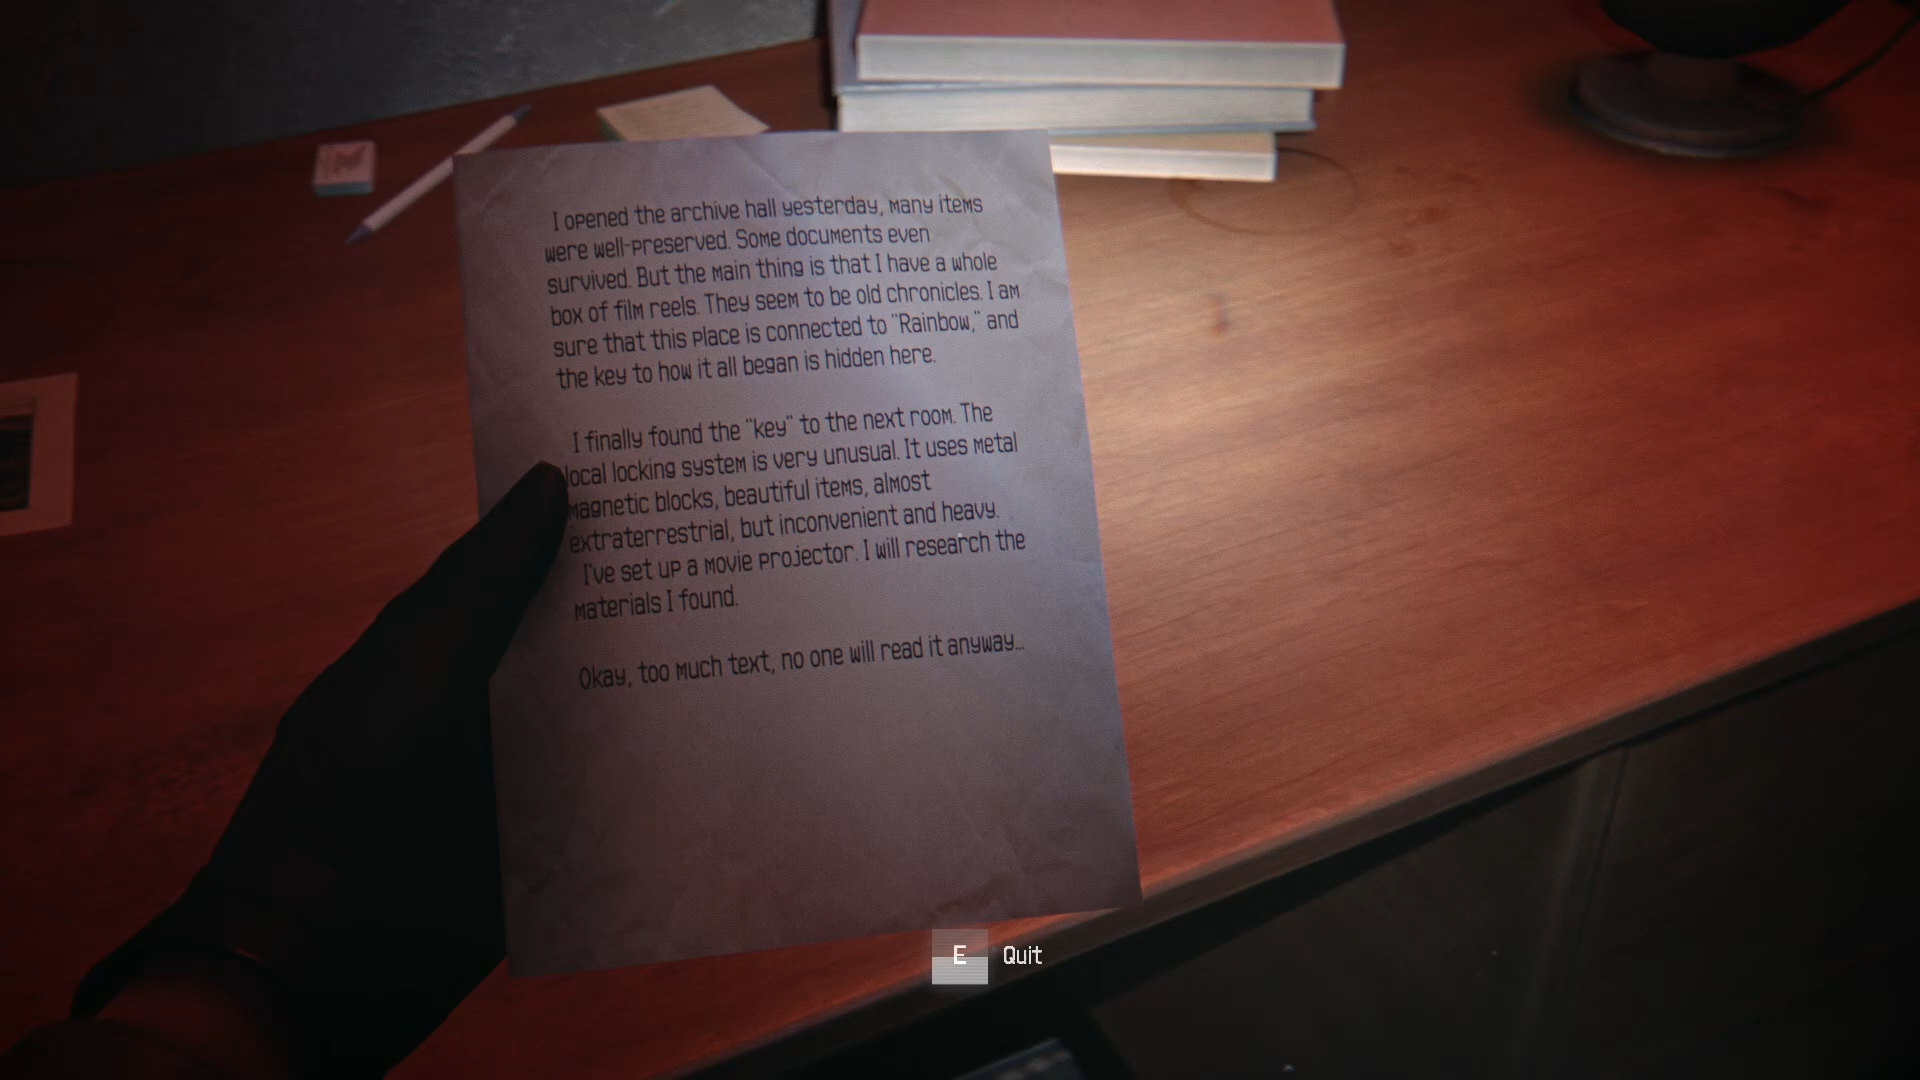 I opened the archive hall yesterday, many items
were well-preserved. Some documents even
survived. But the main thing is that I have a whole
box of film reels. They seem to be old chronicles. I am
sure that this place is connected to "Rainbow," and
the key to how it all began is hidden here.
I finally found the "key" to the next room. The
local locking system is very unusual. It uses metal
magnetic blocks, beautiful items, almost
extraterrestrial, but inconvenient and heavy.
I've set up a movie projector. I will research the
materials I found.
Okay, too much text, no one will read it anyway...
E Quit